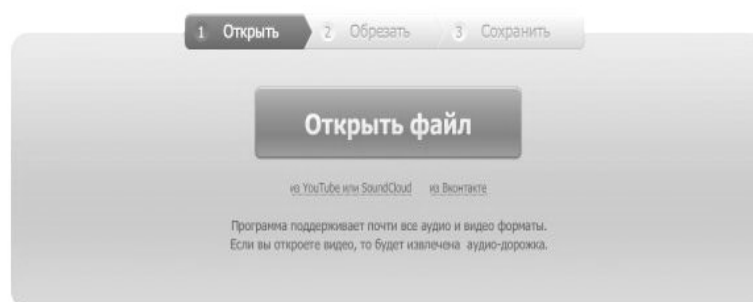 1 Открыть 2 Обрезать 3 Сохранить
Открыть файл
из YouTube или SoundCloud из Вконтакте
Программа поддерживает почти все аудио и видео форматы.
Если вы откроете видео, то будет извлечена аудио-дорожка.